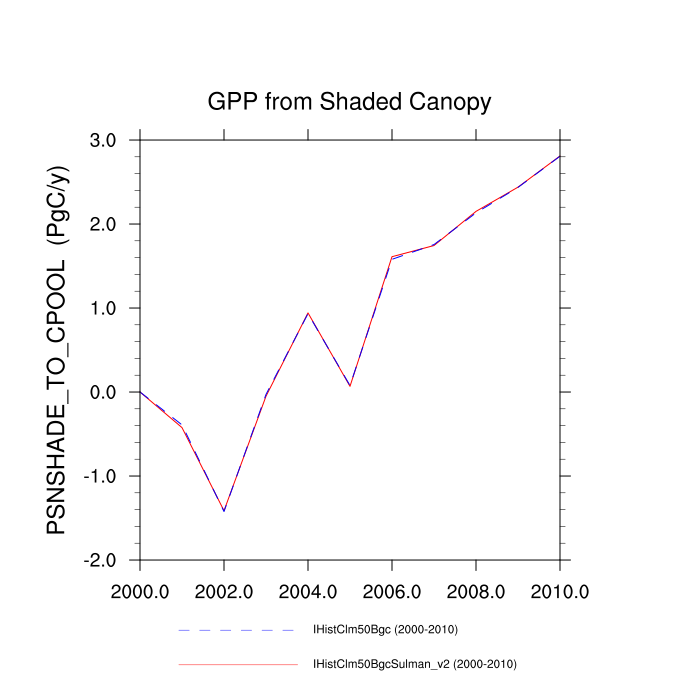 GPP from Shaded Canopy
PSNSHADE_TO_CPOOL (PgC/y)
3.0
2.0
1.0
0.0
-1.0
-2.0
2000.0 2002.0 2004.0 2006.0 2008.0 2010.0
IHistClm50Bgc (2000-2010)
IHistClm50BgcSulman_v2 (2000-2010)